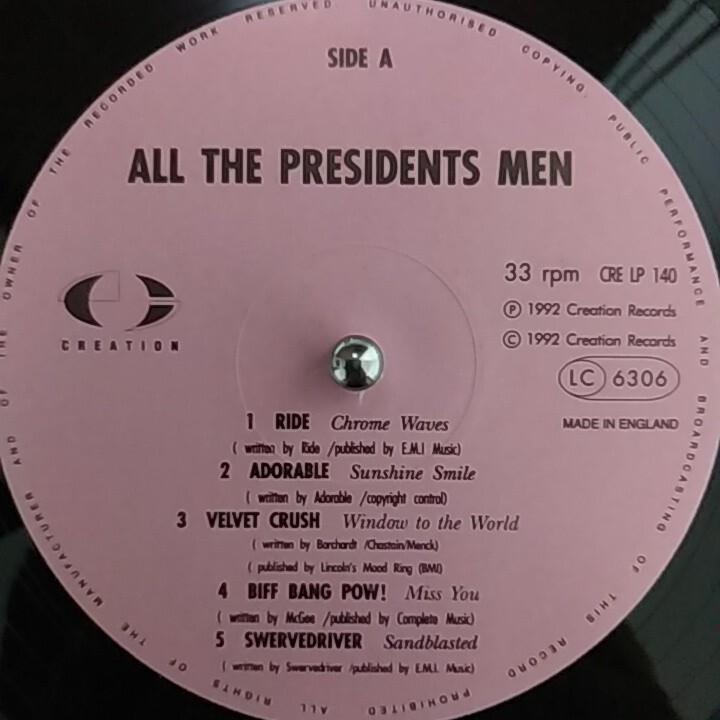 SIDE A
ALL THE PRESIDENTS MEN
33 rpm CRE LP 140
Ⓟ 1992 Creation Records
© 1992 Creation Records
LC 6306
MADE IN ENGLAND
CREATION
1 RIDE Chrome Waves
( written by Ride /published by E.M.I Music)
2 ADORABLE Sunshine Smile
( written by Adorable /copyright control)
3 VELVET CRUSH Window to the World
( written by Borchardt /Chastain/Menck)
( published by Lincoln's Mood Ring (BMI)
4 BIFF BANG POW! Miss You
( written by McGee /published by Complete Music)
5 SWERVEDRIVER Sandblasted
( written by Swervedriver /published by E.M.I. Music)
ALL RIGHTS OF THE MANUFACTURER AND OF THE OWNER OF THE RECORDED WORK RESERVED. UNAUTHORISED COPYING, PUBLIC PERFORMANCE AND BROADCASTING OF THIS RECORD PROHIBITED